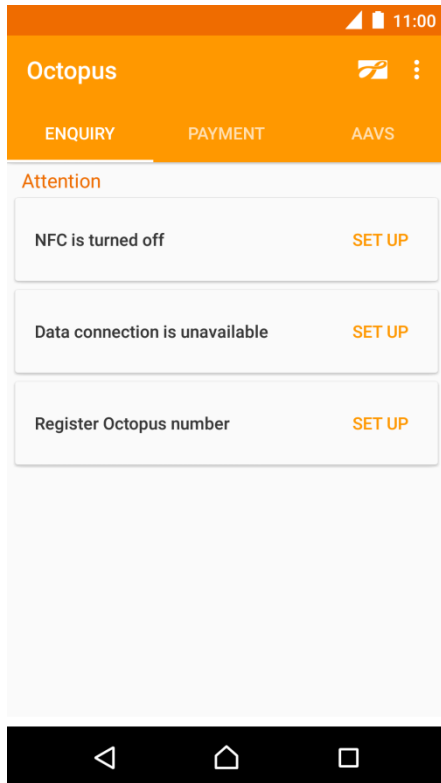 11:00
Octopus
ENQUIRY PAYMENT AAVS
Attention
NFC is turned off SET UP
Data connection is unavailable SET UP
Register Octopus number SET UP